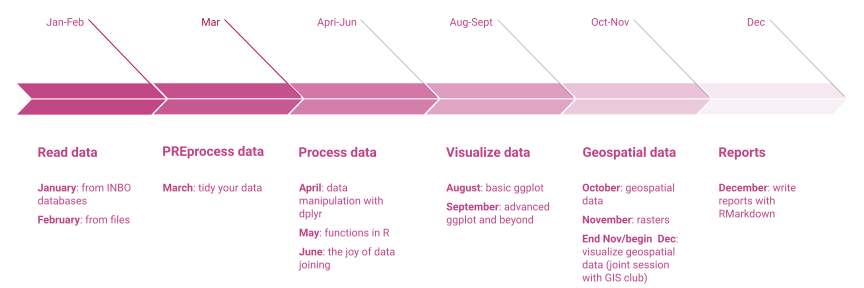 Jan-Feb
Mar
April-Jun
Aug-Sept
Oct-Nov
Dec
Read data
January: from INBO
databases
February: from files
PREprocess data
March: tidy your data
Process data
April: data
manipulation with
dplyr
May: functions in R
June: the joy of data
joining
Visualize data
August: basic ggplot
September: advanced
ggplot and beyond
Geospatial data
October: geospatial
data
November: rasters
End Nov/begin  Dec:
visualize geospatial
data (joint session
with GIS club)
Reports
December: write
reports with
RMarkdown